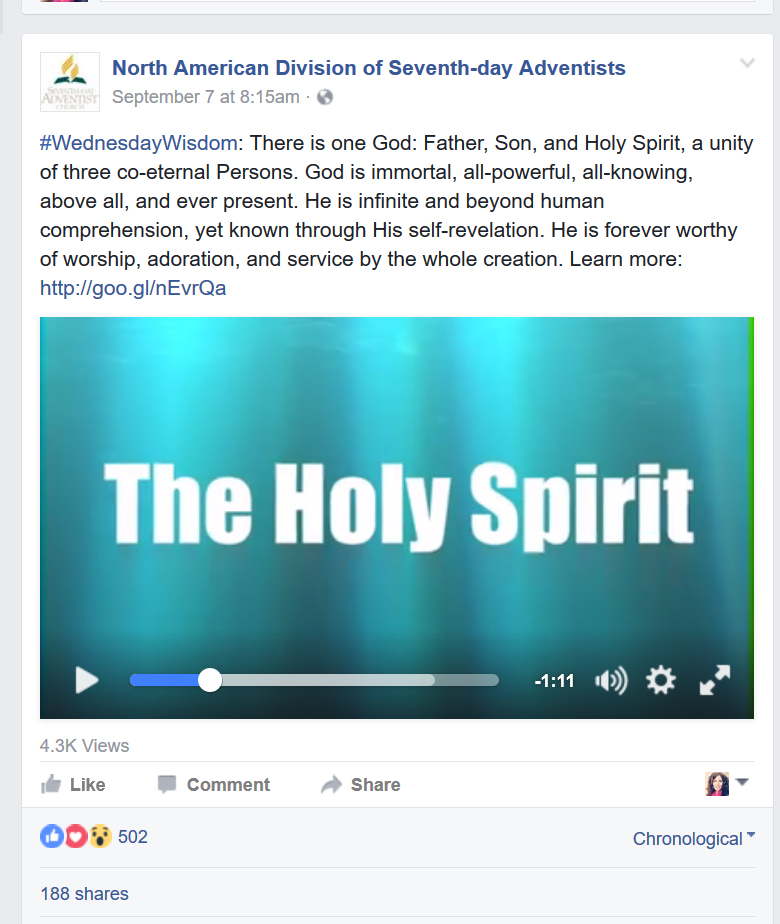 SEVENTH-DAY
ADVENTIST
CHURCH
North American Division of Seventh-day Adventists
September 7 at 8:15am ·
#WednesdayWisdom: There is one God: Father, Son, and Holy Spirit, a unity
of three co-eternal Persons. God is immortal, all-powerful, all-knowing,
above all, and ever present. He is infinite and beyond human
comprehension, yet known through His self-revelation. He is forever worthy
of worship, adoration, and service by the whole creation. Learn more:
http://goo.gl/nEvrQa
The Holy Spirit
-1:11
4.3K Views
Like Comment Share
502 Chronological
188 shares